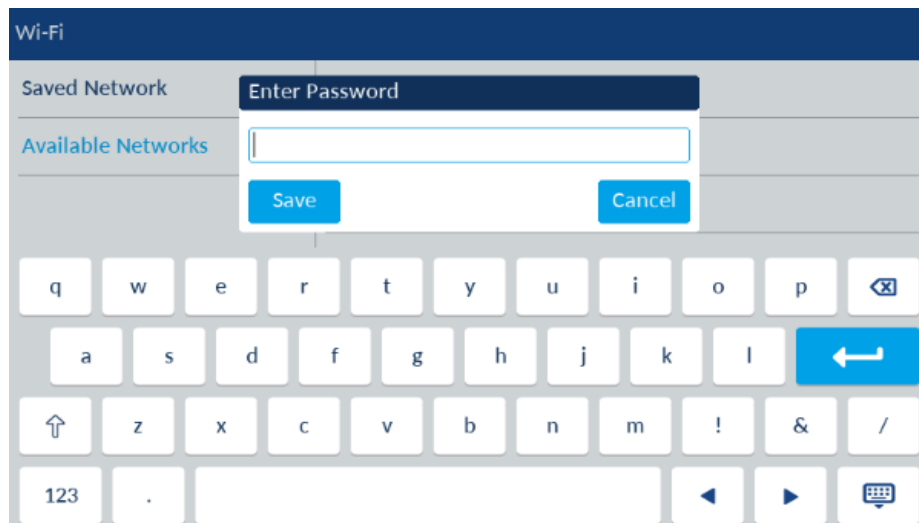 Wi-Fi
Saved Network
Enter Password
Available Networks
Save Cancel
q w e r t y u i o p
a s d f g h j k l
z x c v b n m ! & /
123 .